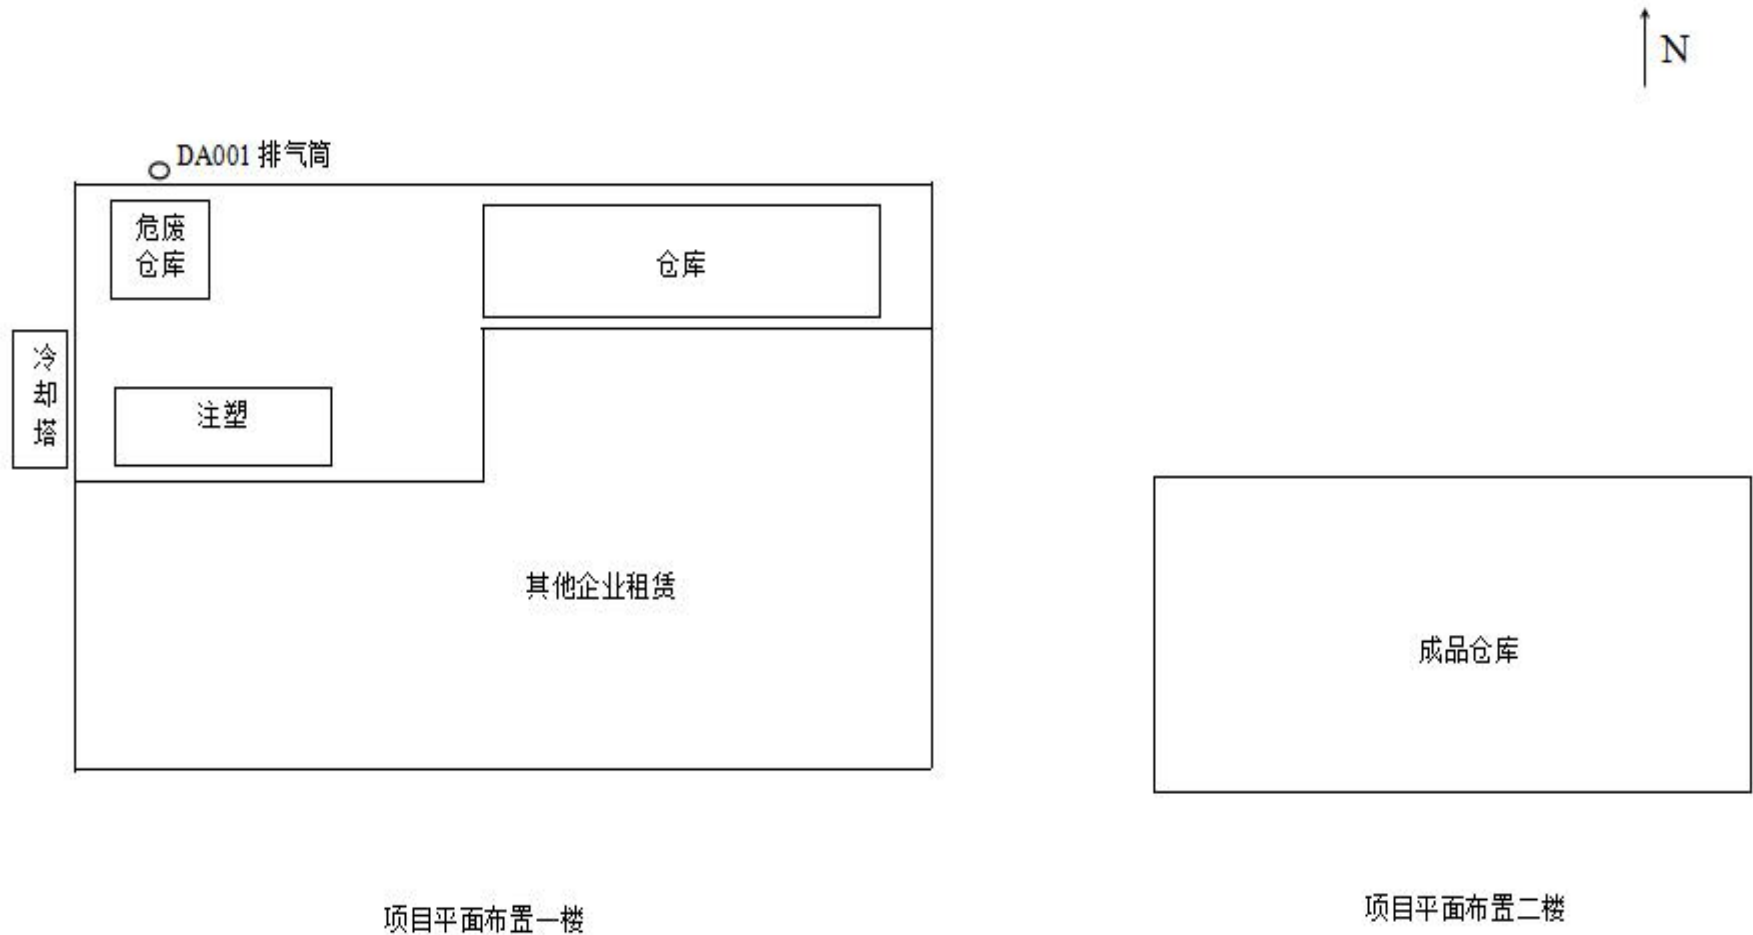 N
DA001 排气筒
危废
仓库
仓库
冷
却
塔
注塑
其他企业租赁
成品仓库
项目平面布置一楼
项目平面布置二楼